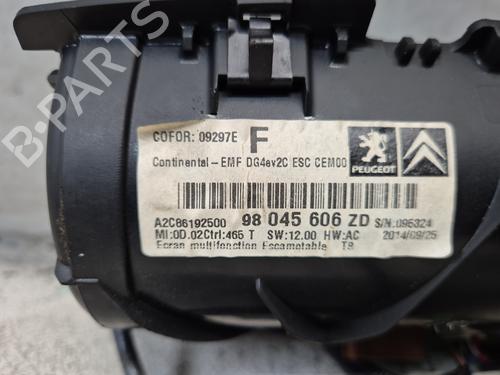 B-PARTS
COFOR: 09297E F
Continental-EMF DG4ev2C ESC CEM00
PEUGEOT
A2C86192500 98 045 606 ZD S/N:095324
MI:0D.02Ctrl:465 T SW:12.00 HW:AC 2014/09/25
Ecran multifonction Escamotable T8